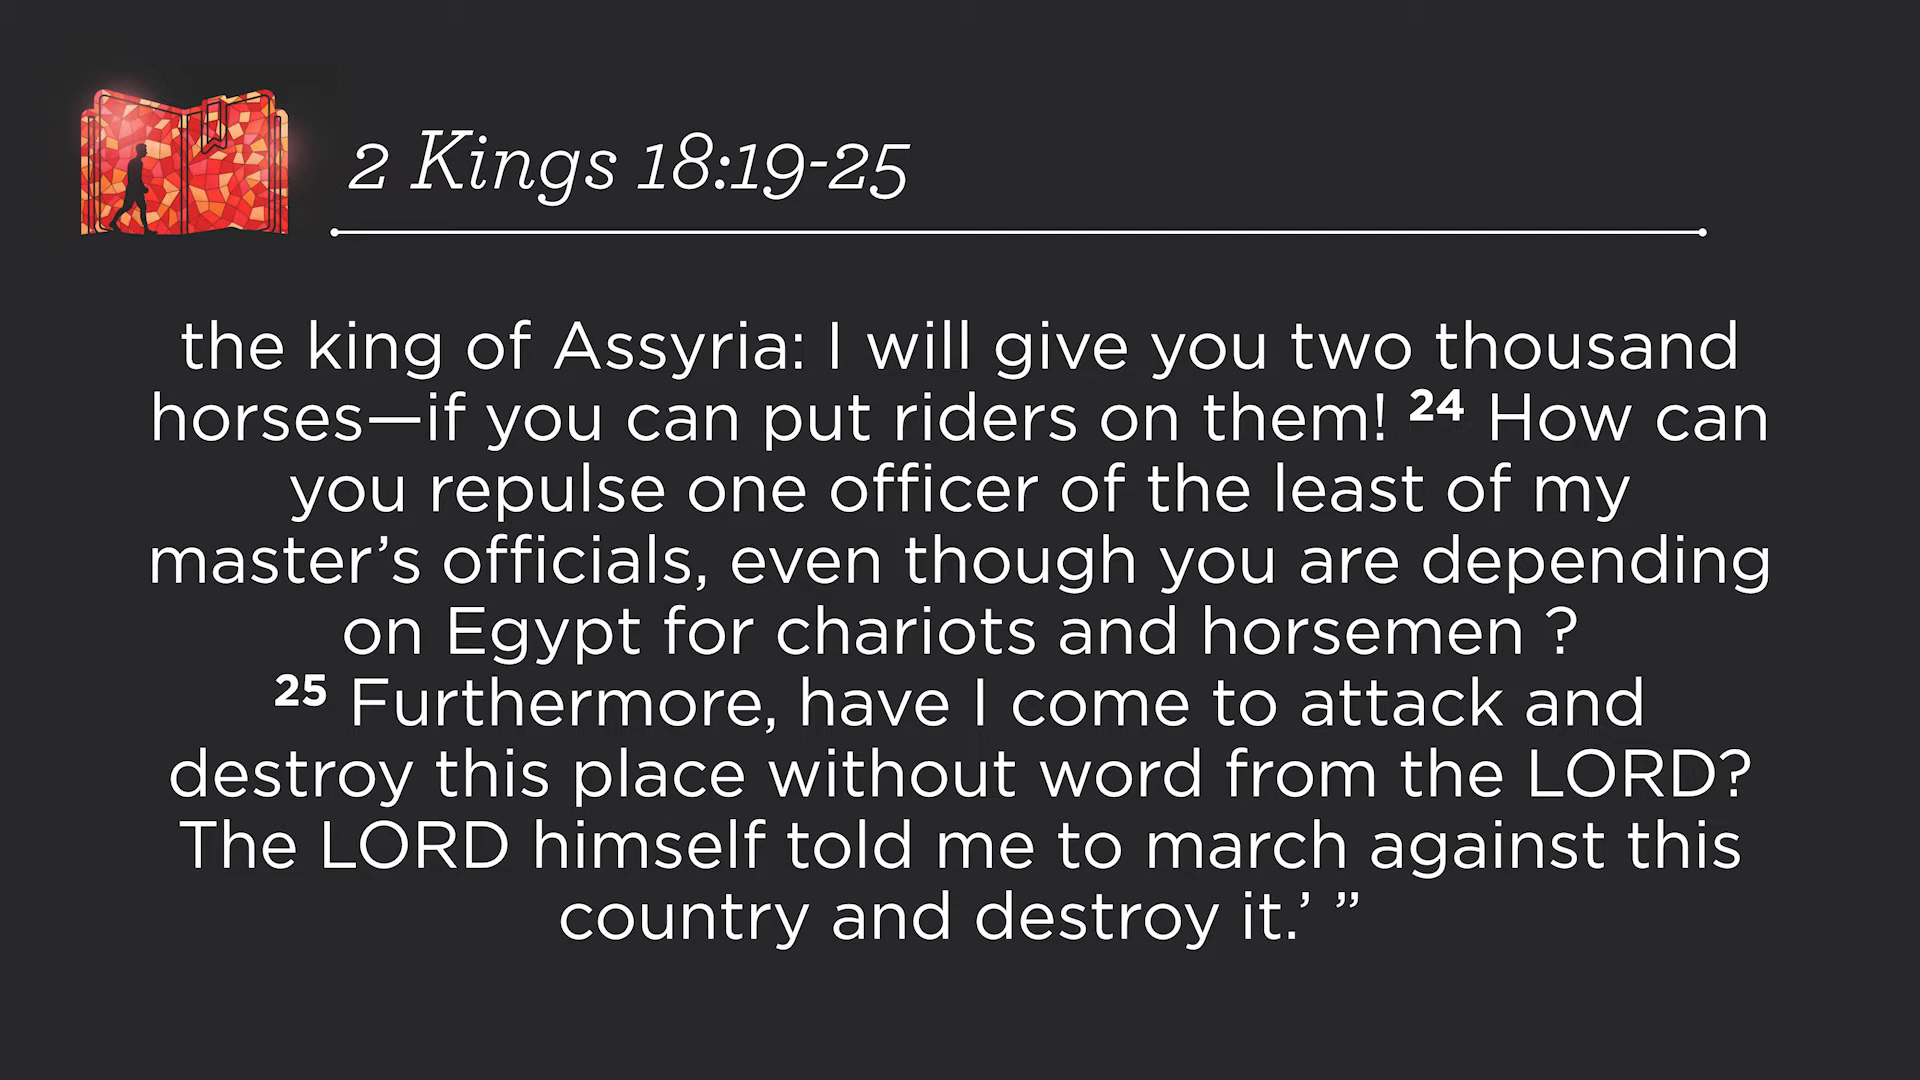 2 Kings 18:19-25
the king of Assyria: I will give you two thousand
horses—if you can put riders on them! 24 How can
you repulse one officer of the least of my
master’s officials, even though you are depending
on Egypt for chariots and horsemen ?
25 Furthermore, have I come to attack and
destroy this place without word from the LORD?
The LORD himself told me to march against this
country and destroy it.’ ”